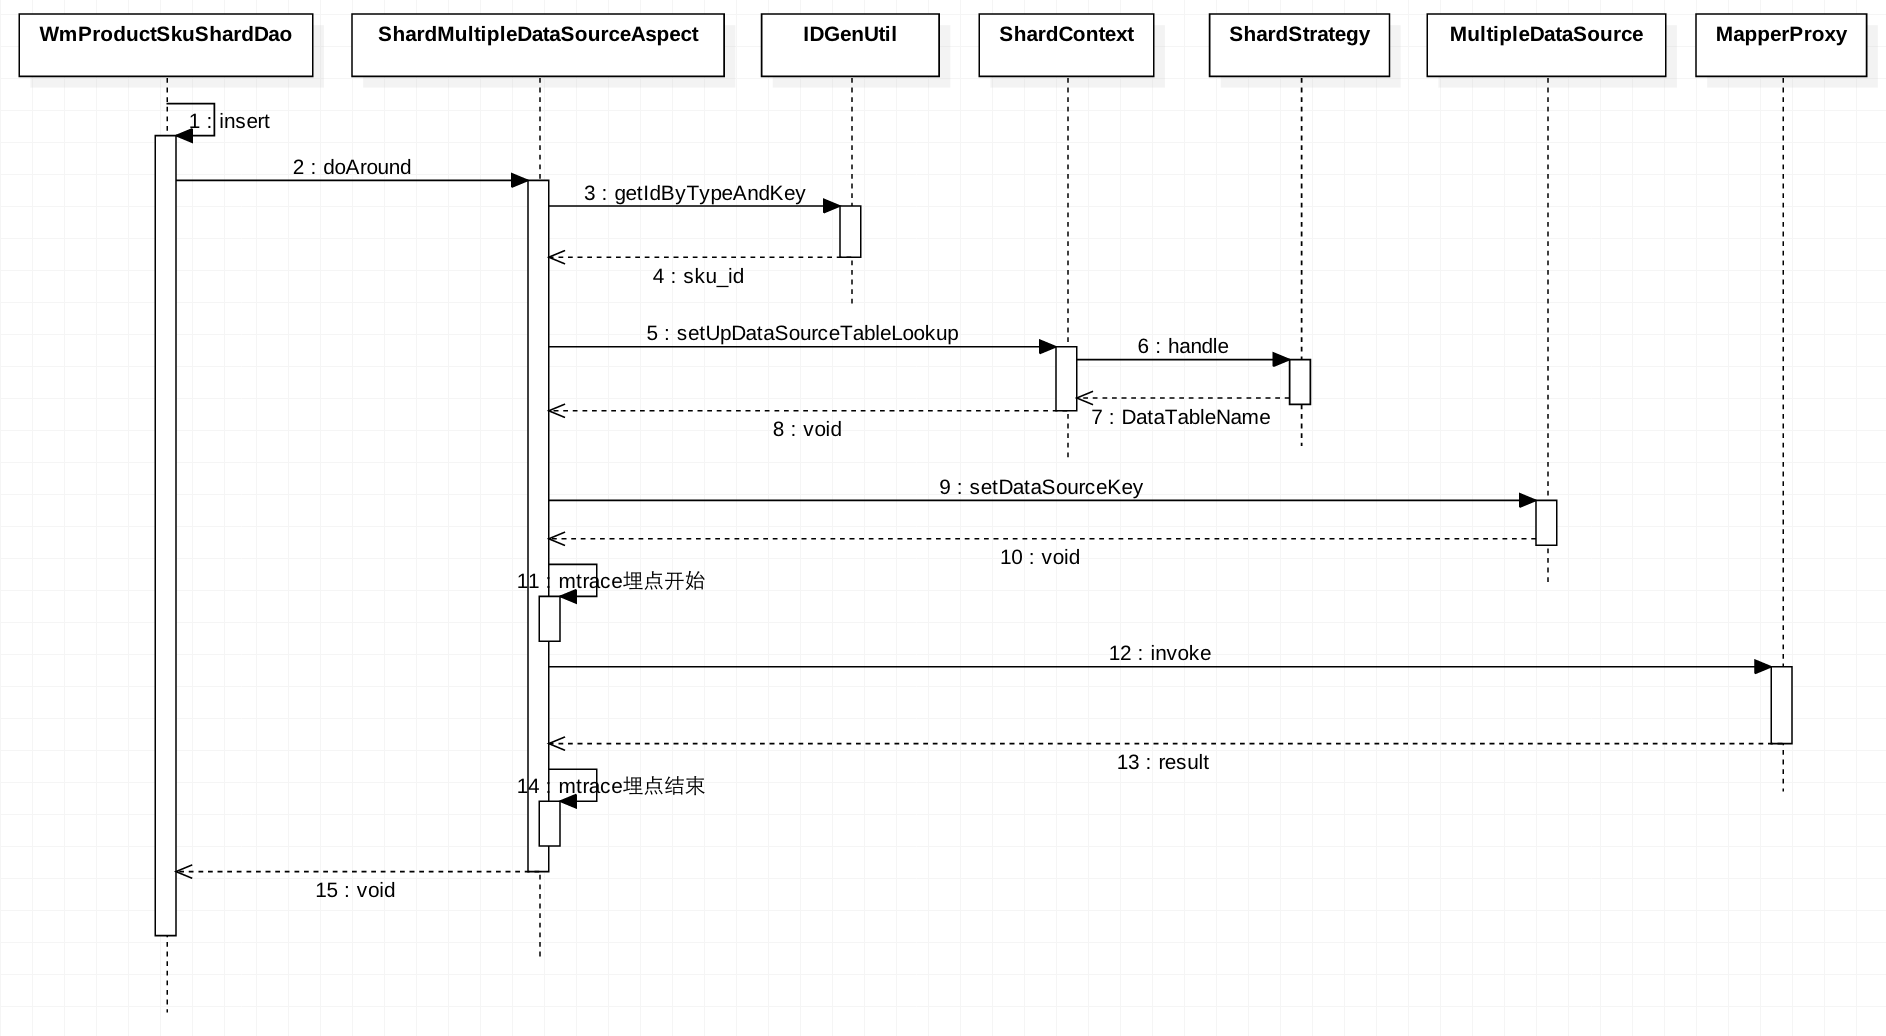 WmProductSkuShardDao
ShardMultipleDataSourceAspect
IDGenUtil
ShardContext
ShardStrategy
MultipleDataSource
MapperProxy
1 : insert
2 : doAround
3 : getIdByTypeAndKey
4 : sku_id
5 : setUpDataSourceTableLookup
6 : handle
7 : DataTableName
8 : void
9 : setDataSourceKey
10 : void
11 : mtrace埋点开始
12 : invoke
13 : result
14 : mtrace埋点结束
15 : void